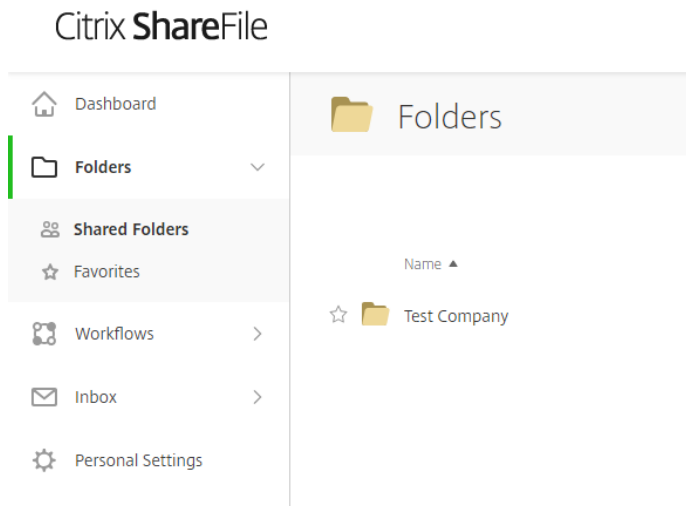 Citrix ShareFile
Dashboard
Folders
Shared Folders
Favorites
Workflows
Inbox
Personal Settings
Folders
Name ▲
Test Company